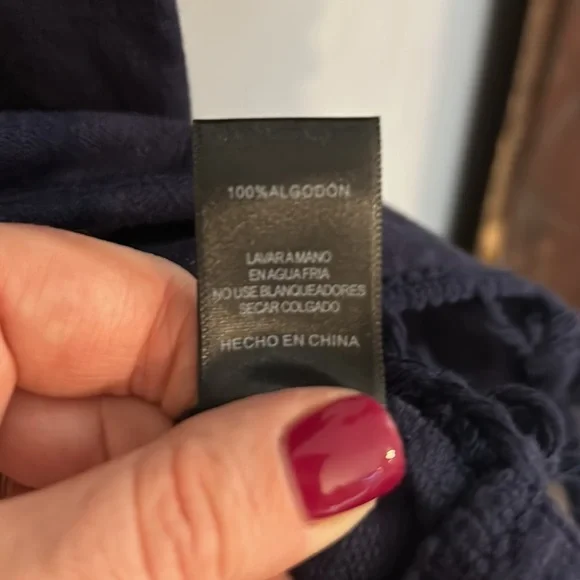 100%ALGODÓN
LAVAR A MANO
EN AGUA FRIA
NO USE BLANQUEADORES
SECAR COLGADO
HECHO EN CHINA